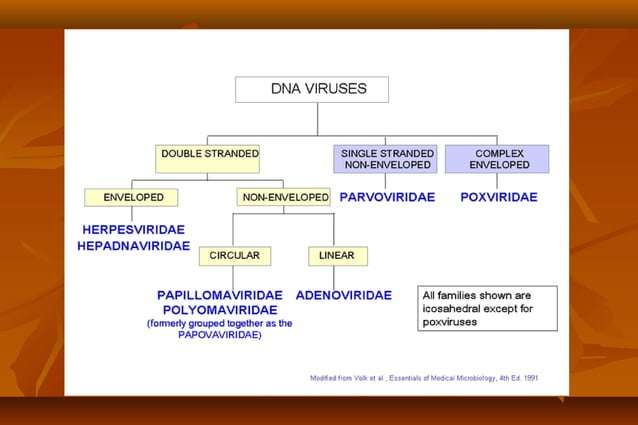 DNA VIRUSES
DOUBLE STRANDED
SINGLE STRANDED
NON-ENVELOPED
COMPLEX
ENVELOPED
ENVELOPED
NON-ENVELOPED
PARVOVIRIDAE
POXVIRIDAE
HERPESVIRIDAE
HEPADNAVIRIDAE
CIRCULAR
LINEAR
PAPILLOMAVIRIDAE
POLYOMAVIRIDAE
(formerly grouped together as the
PAPOVAVIRIDAE)
ADENOVIRIDAE
All families shown are
icosahedral except for
poxviruses
Modified from Volk et al., Essentials of Medical Microbiology, 4th Ed. 1991